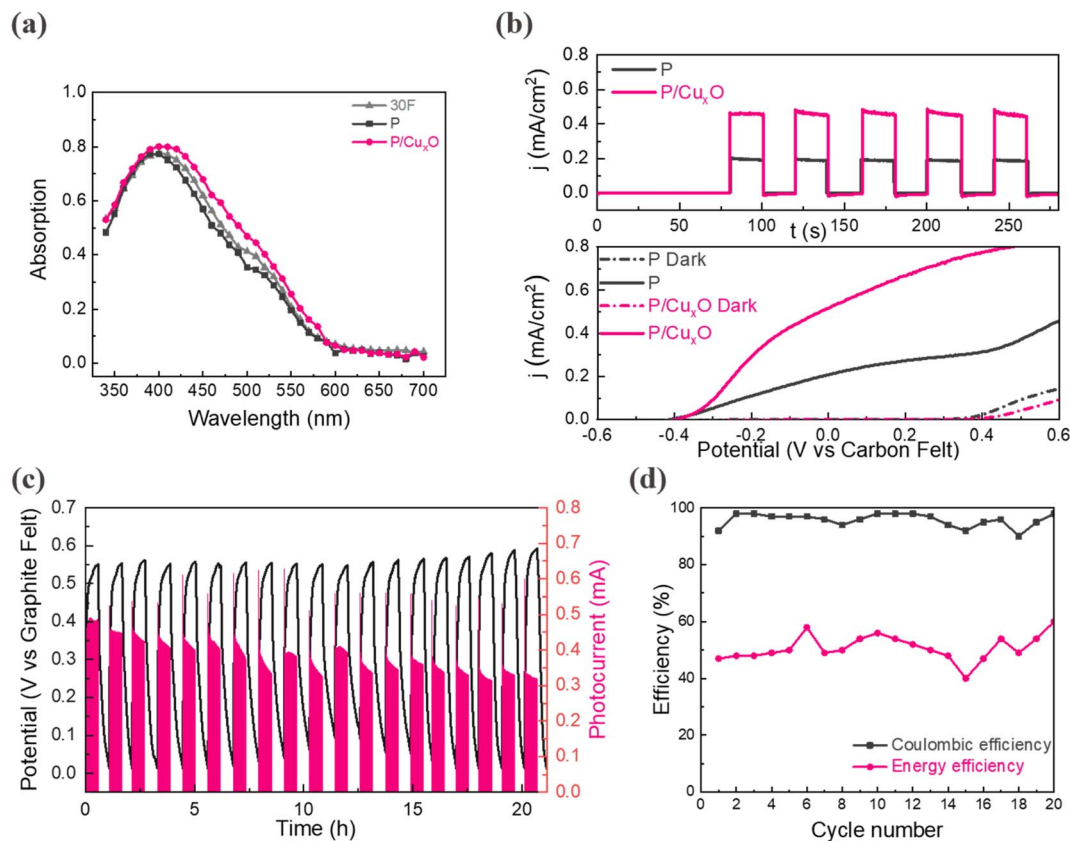 (a)
1.0
0.8
0.6
0.4
0.2
0.0
Absorption
30F
P
P/CuₓO
350 400 450 500 550 600 650 700
Wavelength (nm)
(b)
0.8
0.6
0.4
0.2
0.0
j (mA/cm²)
P
P/CuₓO
0 50 100 150 200 250
t (s)
0.8
0.6
0.4
0.2
0.0
j (mA/cm²)
P Dark
P
P/CuₓO Dark
P/CuₓO
-0.6 -0.4 -0.2 0.0 0.2 0.4 0.6
Potential (V vs Carbon Felt)
(c)
0.7
0.6
0.5
0.4
0.3
0.2
0.1
0.0
Potential (V vs Graphite Felt)
0 5 10 15 20
Time (h)
0.8
0.7
0.6
0.5
0.4
0.3
0.2
0.1
0.0
Photocurrent (mA)
(d)
100
80
60
40
20
0
Efficiency (%)
Coulombic efficiency
Energy efficiency
2 4 6 8 10 12 14 16 18 20
Cycle number